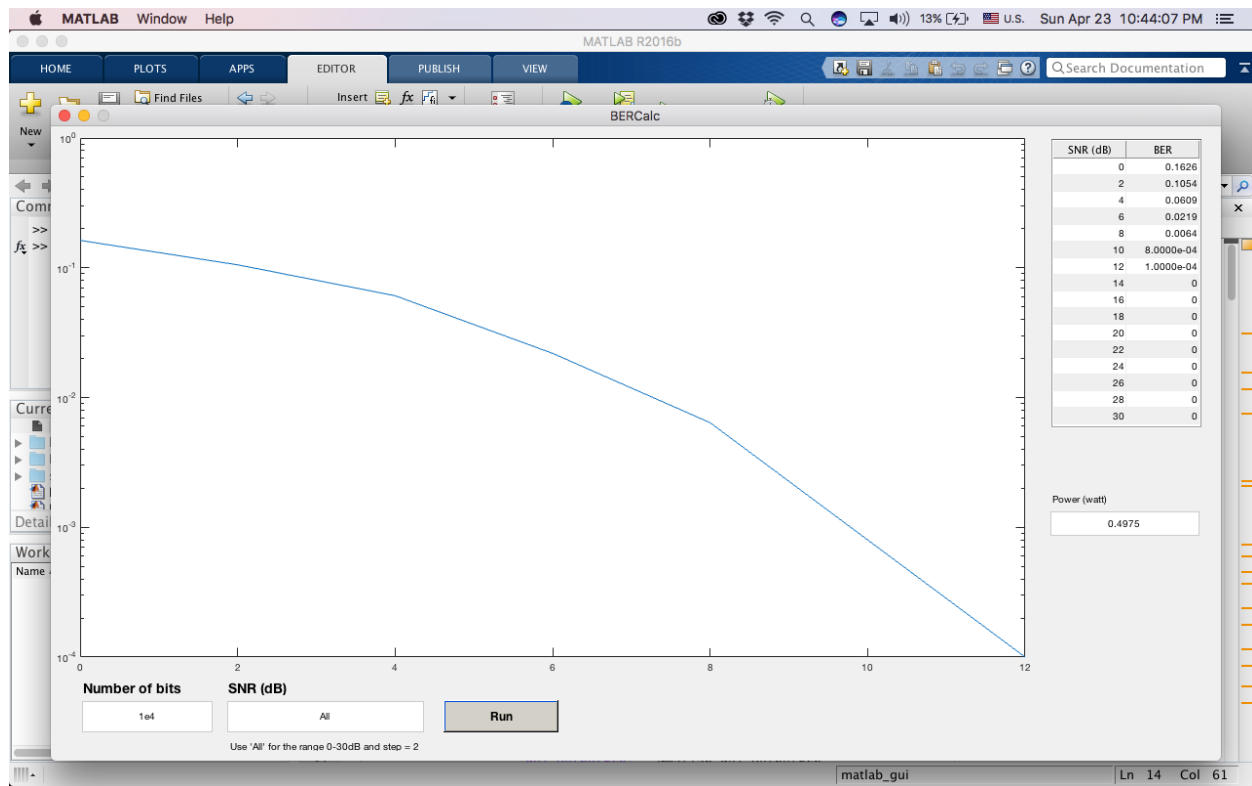 MATLAB Window Help 13% U.S. Sun Apr 23 10:44:07 PM
MATLAB R2016b
HOME PLOTS APPS EDITOR PUBLISH VIEW Search Documentation
New Find Files Insert fx
BERCalc
10^0
10^-1
10^-2
10^-3
10^-4
0 2 4 6 8 10 12
SNR (dB) BER
0 0.1626
2 0.1054
4 0.0609
6 0.0219
8 0.0064
10 8.0000e-04
12 1.0000e-04
14 0
16 0
18 0
20 0
22 0
24 0
26 0
28 0
30 0
Power (watt)
0.4975
Number of bits SNR (dB)
1e4 All Run
Use 'All' for the range 0-30dB and step = 2
>>
fx >>
Name
matlab_gui Ln 14 Col 61